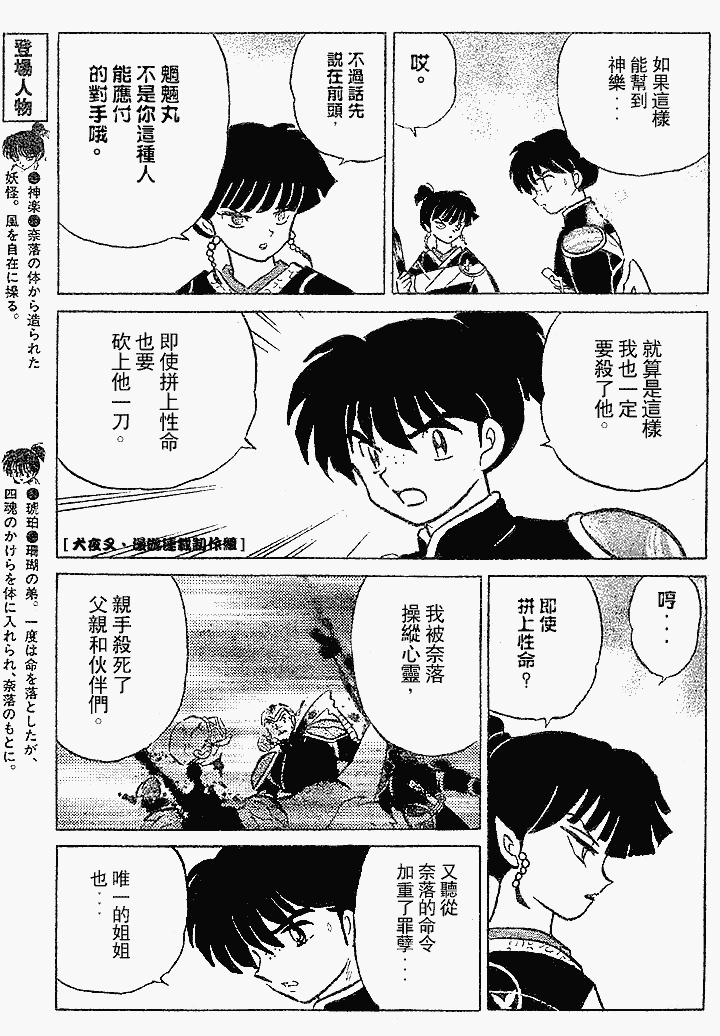 如果這樣
能幫到
神樂...
哎。
不過話先
說在前頭，
魍魎丸
不是你這種人
能應付
的對手哦。
就算是這樣
我也一定
要殺了他。
即使拼上性命
也要
砍上他一刀。
哼...
即使
拼上性命？
我被奈落
操縱心靈，
親手殺死了
父親和伙伴們。
又聽從
奈落的命令
加重了罪孽...
唯一的姐姐
也...
登場人物
神楽
奈落の体から造られた
妖怪。風を自在に操る。
琥珀
珊瑚の弟。一度は命を落としたが、
四魂のかけらを体に入れられ、奈落のもとに。